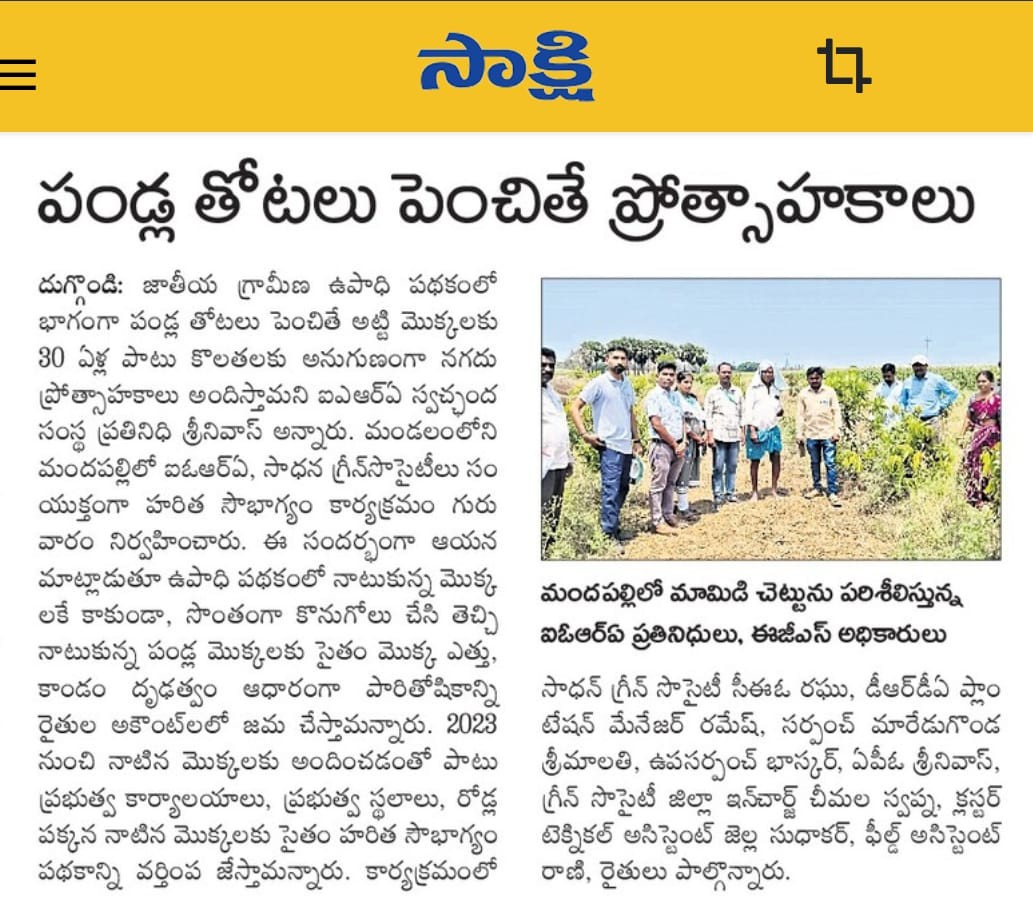 సాక్షి
పండ్ల తోటలు పెంచితే ప్రోత్సాహకాలు
దుగ్గొండి: జాతీయ గ్రామీణ ఉపాధి పథకంలో
భాగంగా పండ్ల తోటలు పెంచితే అట్టి మొక్కలకు
30 ఏళ్ల పాటు కొలతలకు అనుగుణంగా నగదు
ప్రోత్సాహకాలు అందిస్తామని ఐఎఆర్ఏ స్వచ్ఛంద
సంస్థ ప్రతినిధి శ్రీనివాస్ అన్నారు. మండలంలోని
మందపల్లిలో ఐఓఆర్ఏ, సాధన గ్రీన్‌సొసైటీలు సం
యుక్తంగా హరిత సౌభాగ్యం కార్యక్రమం గురు
వారం నిర్వహించారు. ఈ సందర్భంగా ఆయన
మాట్లాడుతూ ఉపాధి పథకంలో నాటుకున్న మొక్క
లకే కాకుండా, సొంతంగా కొనుగోలు చేసి తెచ్చి
నాటుకున్న పండ్ల మొక్కలకు సైతం మొక్క ఎత్తు,
కాండం దృఢత్వం ఆధారంగా పారితోషికాన్ని
రైతుల అకౌంట్‌లలో జమ చేస్తామన్నారు. 2023
నుంచి నాటిన మొక్కలకు అందించడంతో పాటు
ప్రభుత్వ కార్యాలయాలు, ప్రభుత్వ స్థలాలు, రోడ్ల
పక్కన నాటిన మొక్కలకు సైతం హరిత సౌభాగ్యం
పథకాన్ని వర్తింప జేస్తామన్నారు. కార్యక్రమంలో
మందపల్లిలో మామిడి చెట్టును పరిశీలిస్తున్న
ఐఓఆర్ఏ ప్రతినిధులు, ఈజీఎస్ అధికారులు
సాధన్ గ్రీన్ సొసైటీ సీఈఓ రఘు, డీఆర్‌డీఏ ప్లాం
టేషన్ మేనేజర్ రమేష్, సర్పంచ్ మారేడుగొండ
శ్రీమాలతి, ఉపసర్పంచ్ భాస్కర్, ఏపీఓ శ్రీనివాస్,
గ్రీన్ సొసైటీ జిల్లా ఇన్‌చార్జ్ చీమల స్వప్న, క్లస్టర్
టెక్నికల్ అసిస్టెంట్ జెల్ల సుధాకర్, ఫీల్డ్ అసిస్టెంట్
రాణి, రైతులు పాల్గొన్నారు.